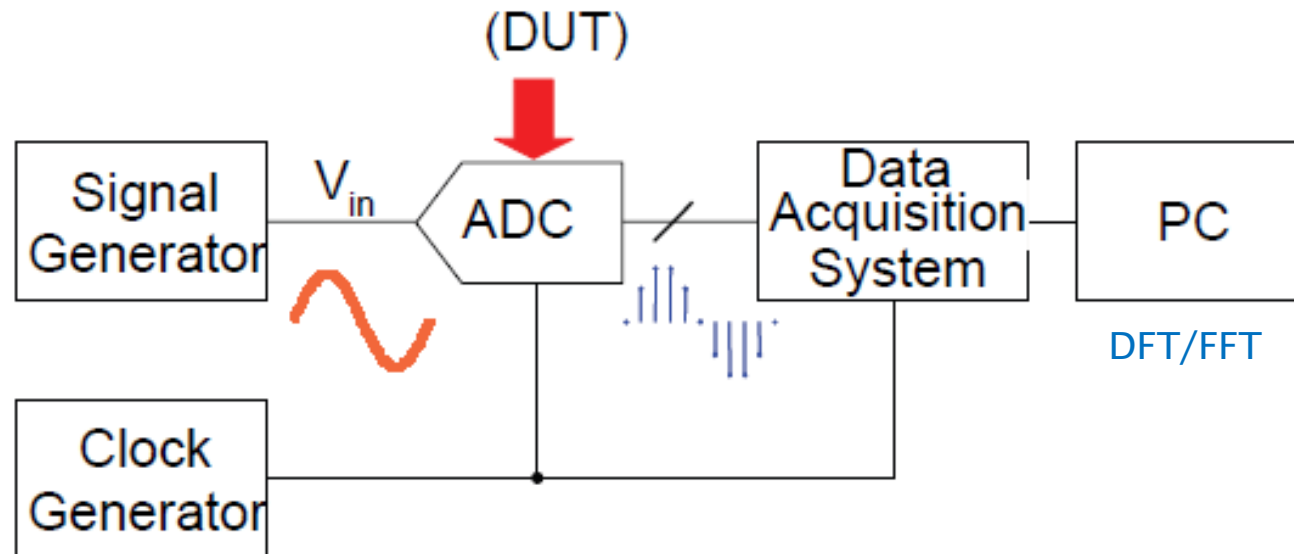 (DUT)
Signal
Generator
Vin
ADC
Data
Acquisition
System
PC
DFT/FFT
Clock
Generator